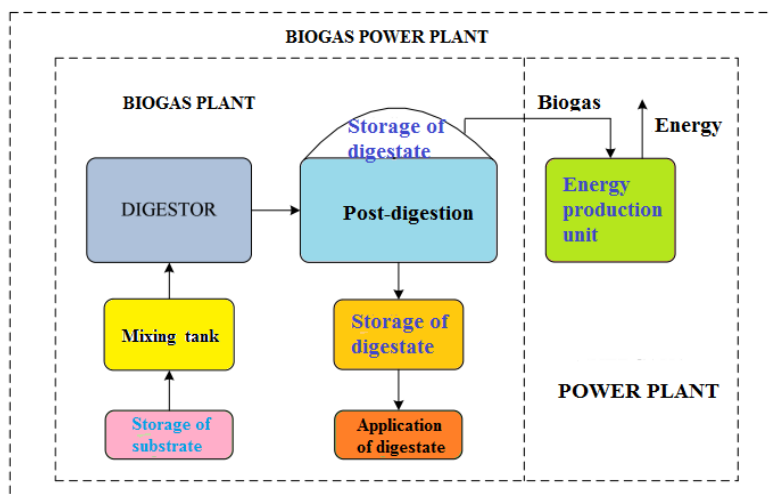 BIOGAS POWER PLANT
BIOGAS PLANT
Biogas
Energy
Storage of
digestate
DIGESTOR
Post-digestion
Energy
production
unit
Mixing tank
Storage of
digestate
POWER PLANT
Storage of
substrate
Application
of digestate